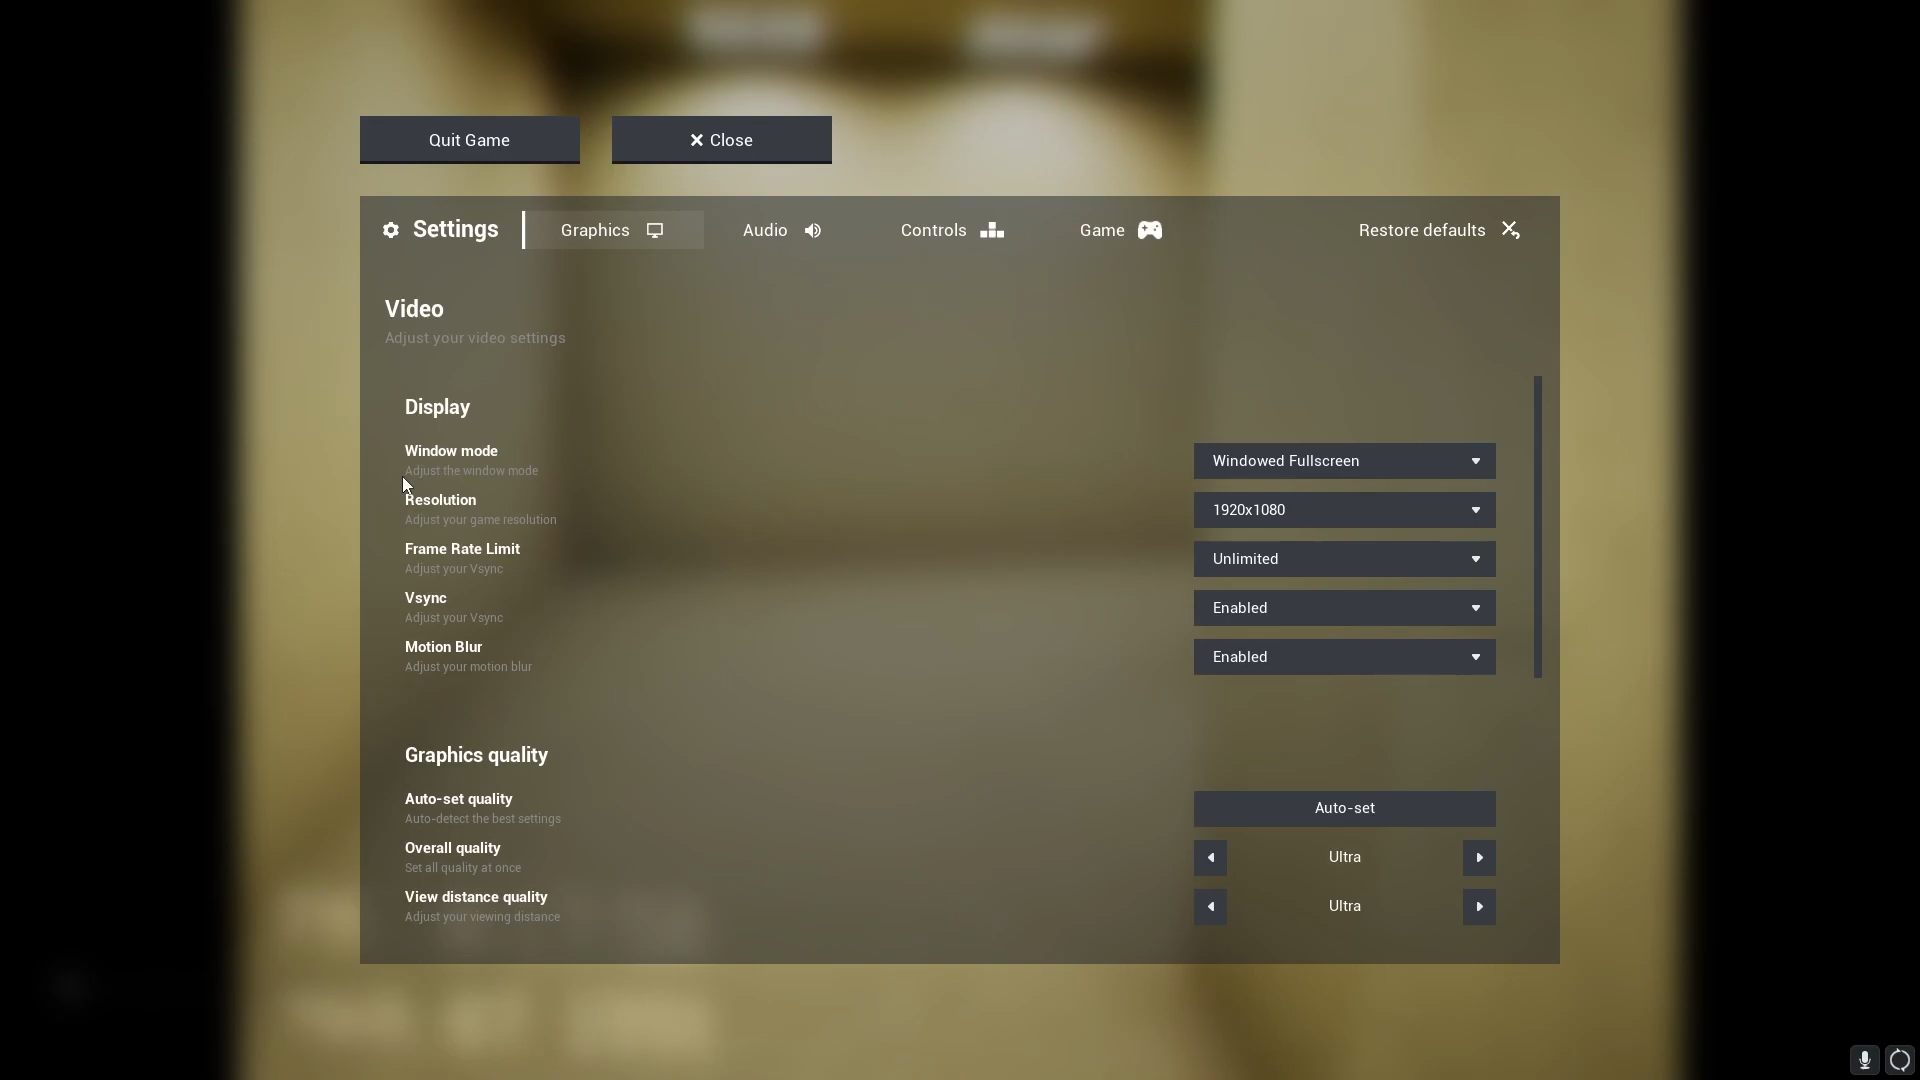 Quit Game
Close
Settings
Graphics
Audio
Controls
Game
Restore defaults
Video
Adjust your video settings
Display
Window mode
Adjust the window mode
Windowed Fullscreen
Resolution
Adjust your game resolution
1920x1080
Frame Rate Limit
Adjust your Vsync
Unlimited
Vsync
Adjust your Vsync
Enabled
Motion Blur
Adjust your motion blur
Enabled
Graphics quality
Auto-set quality
Auto-detect the best settings
Auto-set
Overall quality
Set all quality at once
Ultra
View distance quality
Adjust your viewing distance
Ultra